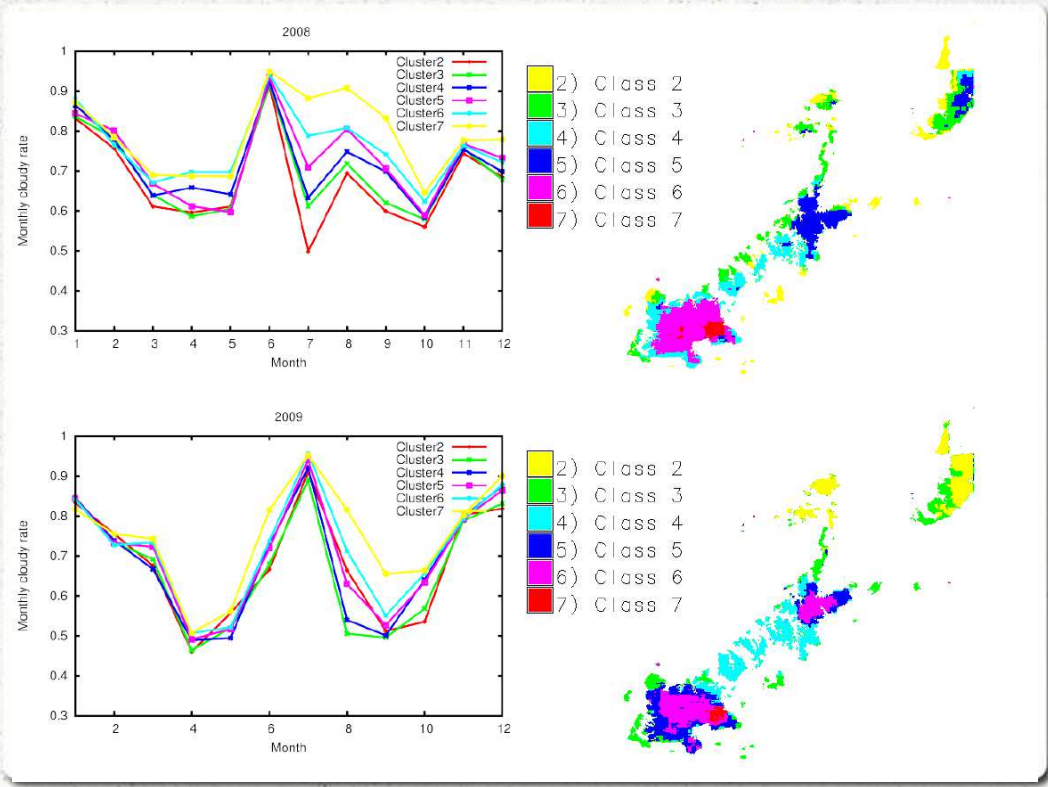 2008
1
0.9
0.8
0.7
0.6
0.5
0.4
0.3
Monthly cloudy rate
1 2 3 4 5 6 7 8 9 10 11 12
Month
Cluster2
Cluster3
Cluster4
Cluster5
Cluster6
Cluster7
2) Class 2
3) Class 3
4) Class 4
5) Class 5
6) Class 6
7) Class 7
2009
1
0.9
0.8
0.7
0.6
0.5
0.4
0.3
Monthly cloudy rate
2 4 6 8 10 12
Month
Cluster2
Cluster3
Cluster4
Cluster5
Cluster6
Cluster7
2) Class 2
3) Class 3
4) Class 4
5) Class 5
6) Class 6
7) Class 7